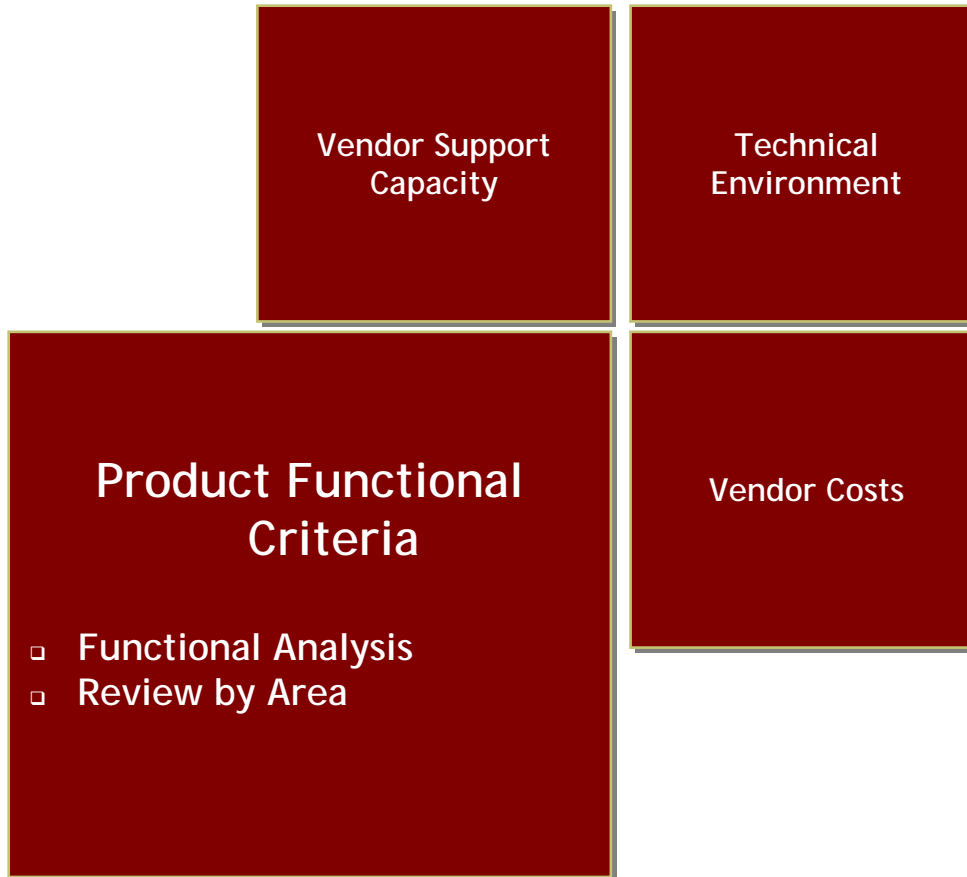 Vendor Support
Capacity
Technical
Environment
Product Functional
Criteria
Functional Analysis
Review by Area
Vendor Costs